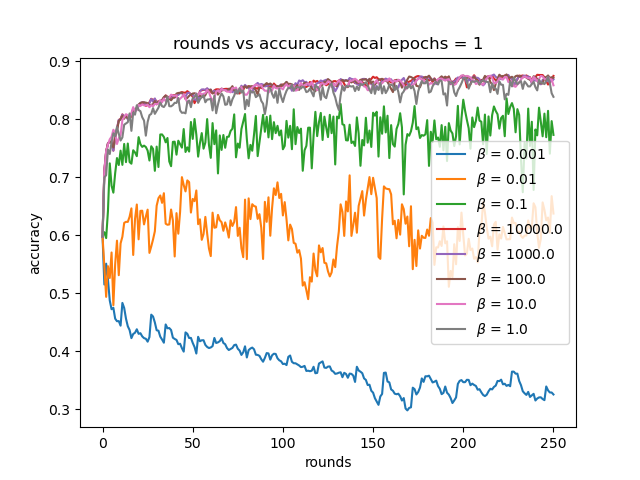 rounds vs accuracy, local epochs = 1
accuracy
0.9
0.8
0.7
0.6
0.5
0.4
0.3
β = 0.001
β = 0.01
β = 0.1
β = 10000.0
β = 1000.0
β = 100.0
β = 10.0
β = 1.0
0 50 100 150 200 250
rounds